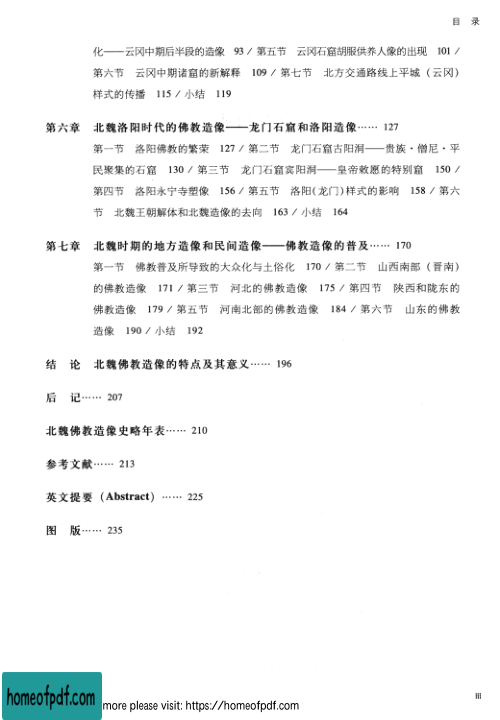 目 录
化——云冈中期后半段的造像 93 / 第五节 云冈石窟胡服供养人像的出现 101 /
第六节 云冈中期诸窟的新解释 109 / 第七节 北方交通路线上平城（云冈）
样式的传播 115 / 小结 119
第六章 北魏洛阳时代的佛教造像——龙门石窟和洛阳造像…… 127
第一节 洛阳佛教的繁荣 127 / 第二节 龙门石窟古阳洞——贵族·僧尼·平
民聚集的石窟 130 / 第三节 龙门石窟宾阳洞——皇帝敕愿的特别窟 150 /
第四节 洛阳永宁寺塑像 156 / 第五节 洛阳(龙门)样式的影响 158 / 第六
节 北魏王朝解体和北魏造像的去向 163 / 小结 164
第七章 北魏时期的地方造像和民间造像——佛教造像的普及…… 170
第一节 佛教普及所导致的大众化与土俗化 170 / 第二节 山西南部（晋南）
的佛教造像 171 / 第三节 河北的佛教造像 175 / 第四节 陕西和陇东的
佛教造像 179 / 第五节 河南北部的佛教造像 184 / 第六节 山东的佛教
造像 190 / 小结 192
结 论 北魏佛教造像的特点及其意义…… 196
后 记…… 207
北魏佛教造像史略年表…… 210
参考文献…… 213
英文提要（Abstract）…… 225
图 版…… 235
III
homeofpdf.com more please visit: https://homeofpdf.com